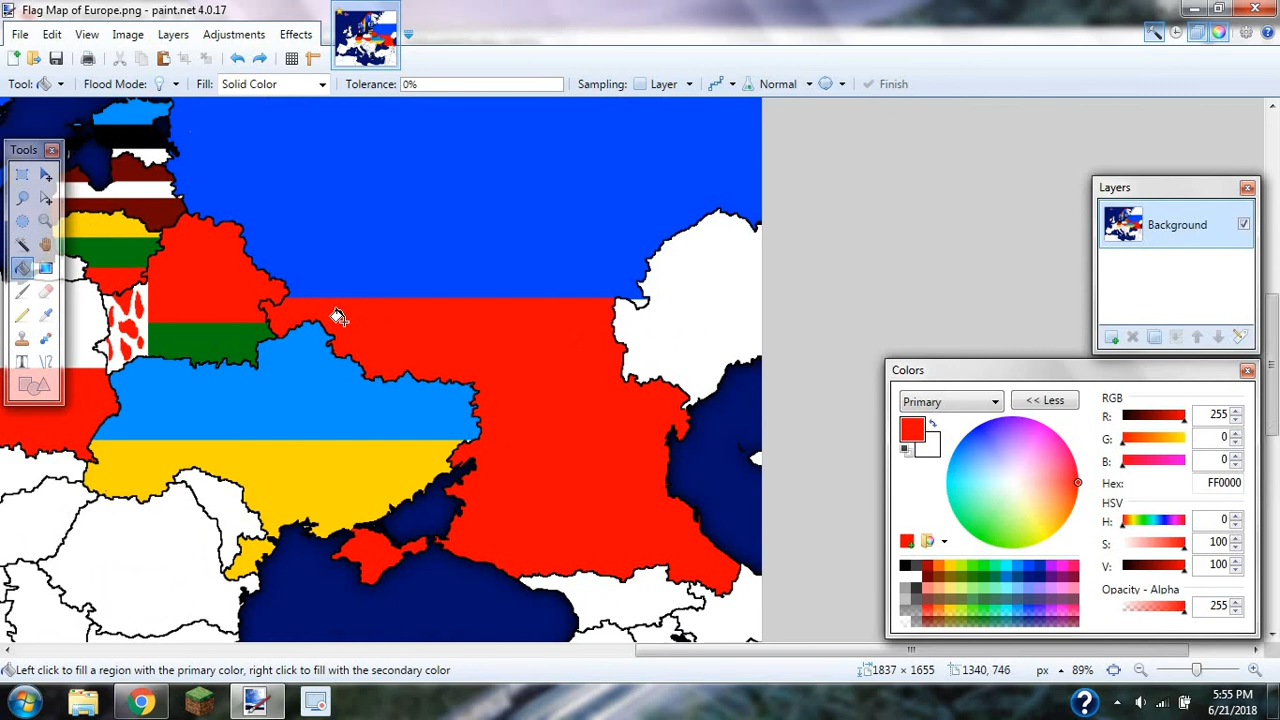 Flag Map of Europe.png - paint.net 4.0.17
File Edit View Image Layers Adjustments Effects
Tool: Flood Mode: Fill: Solid Color Tolerance: 0% Sampling: Layer Normal Finish
Tools
Layers
Background
Colors
Primary << Less
RGB
R: 255
G: 0
B: 0
Hex: FF0000
HSV
H: 0
S: 100
V: 100
Opacity - Alpha
255
Left click to fill a region with the primary color, right click to fill with the secondary color 1837 × 1655 1340, 746 px 89%
5:55 PM
6/21/2018